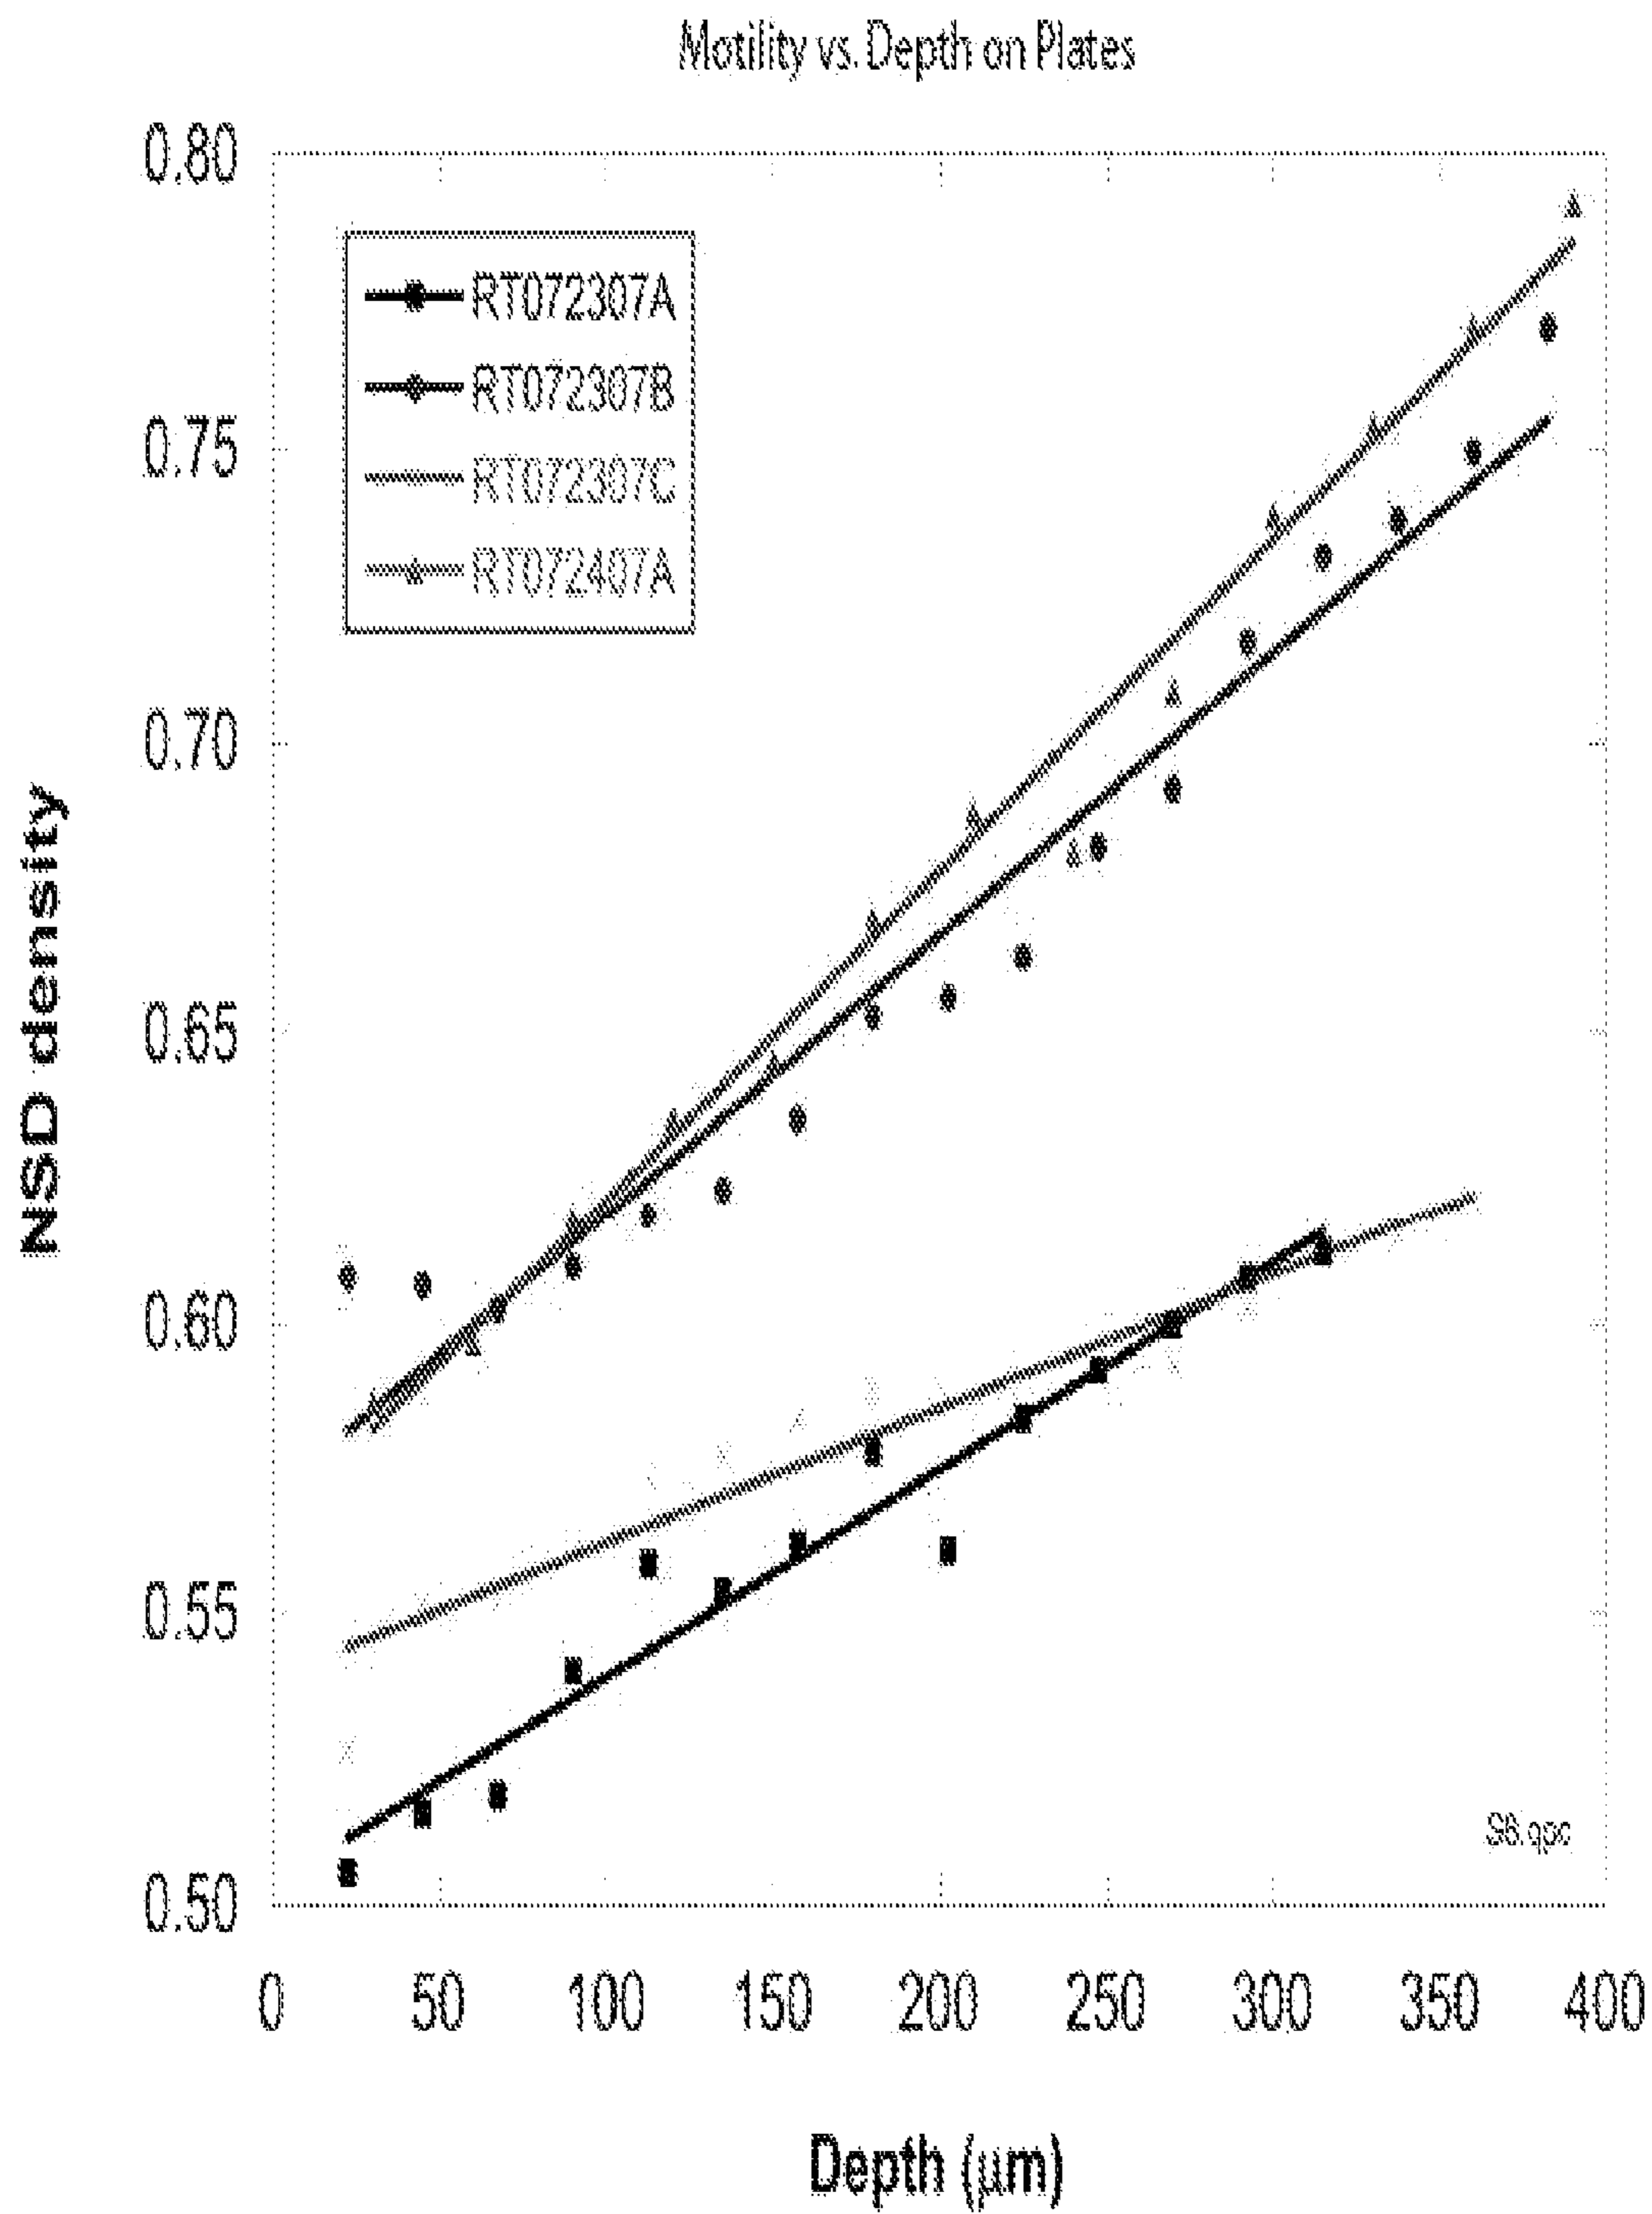 Motility vs. Depth on Plates
0.80
0.75
0.70
0.65
0.60
0.55
0.50
NSD density
RT072307A
RT072307B
RT072307C
RT072407A
S6.qpc
0 50 100 150 200 250 300 350 400
Depth (µm)